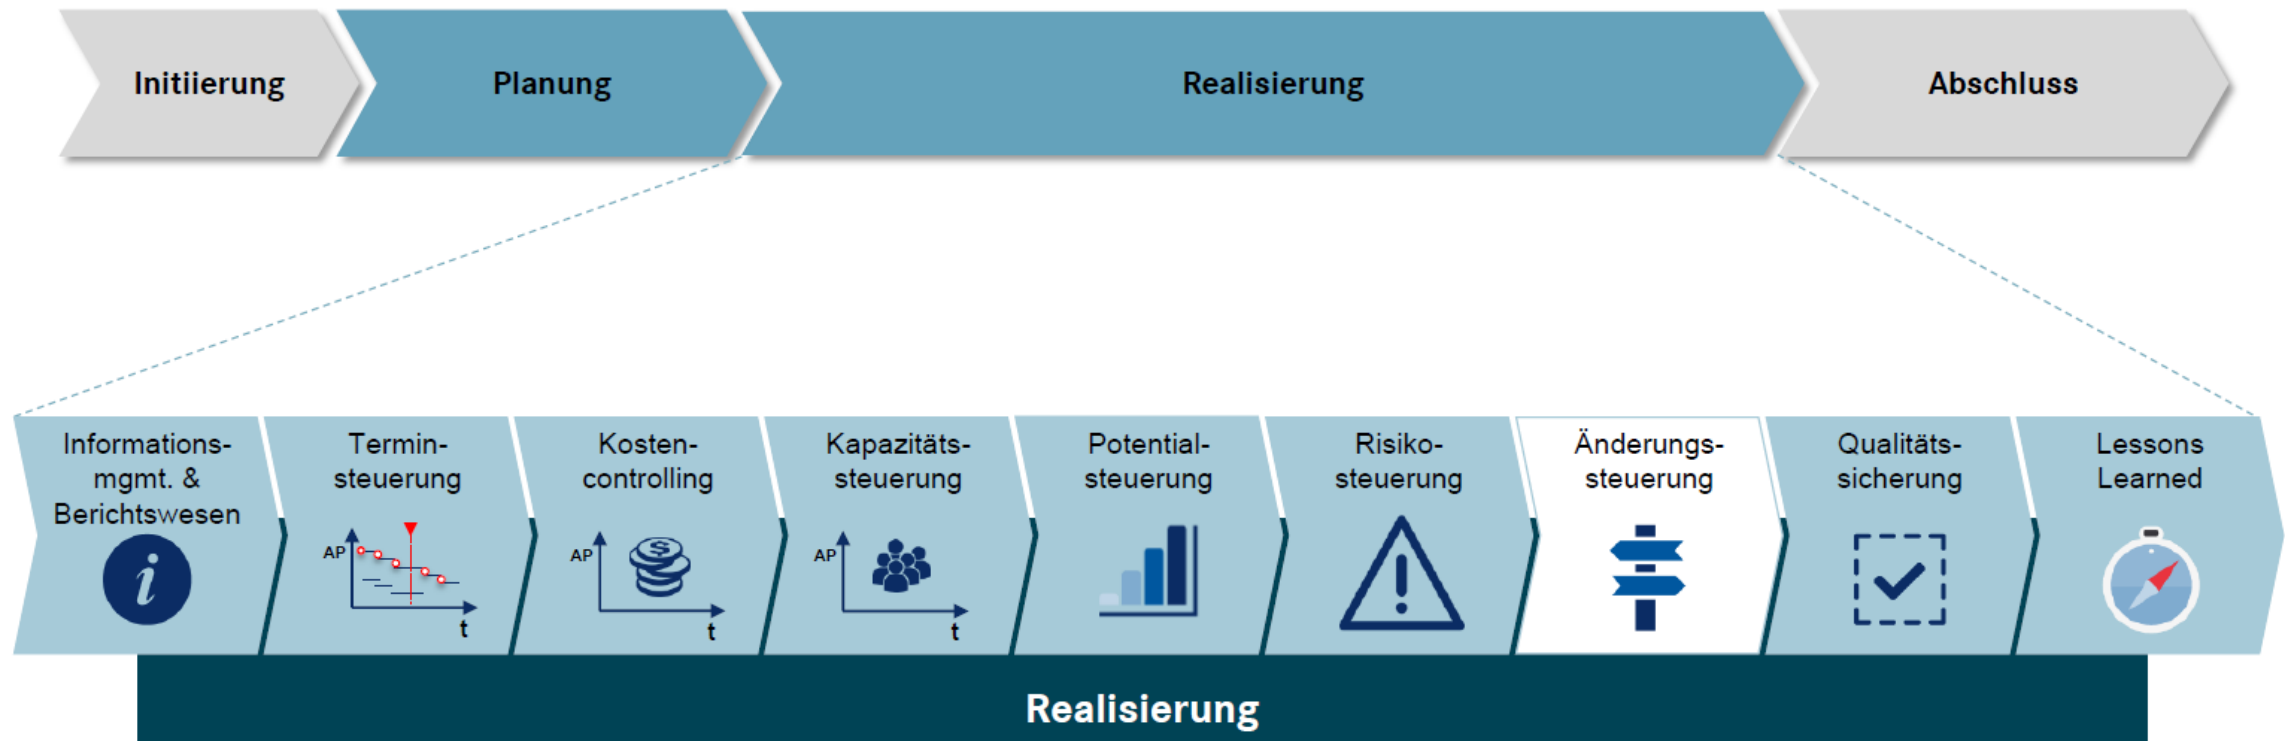 Initiierung
Planung
Realisierung
Abschluss
Informations-
mgmt. &
Berichtswesen
i
Termin-
steuerung
AP
t
Kosten-
controlling
AP
$
t
Kapazitäts-
steuerung
AP
t
Potential-
steuerung
Risiko-
steuerung
!
Änderungs-
steuerung
Qualitäts-
sicherung
Lessons
Learned
Realisierung